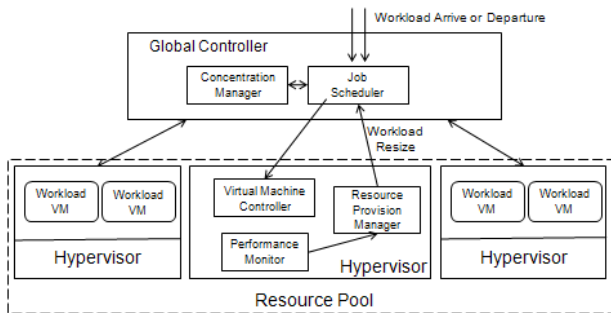 Workload Arrive or Departure
Global Controller
Concentration
Manager
Job
Scheduler
Workload
Resize
Workload
VM
Workload
VM
Hypervisor
Virtual Machine
Controller
Resource
Provision
Manager
Performance
Monitor
Hypervisor
Workload
VM
Workload
VM
Hypervisor
Resource Pool